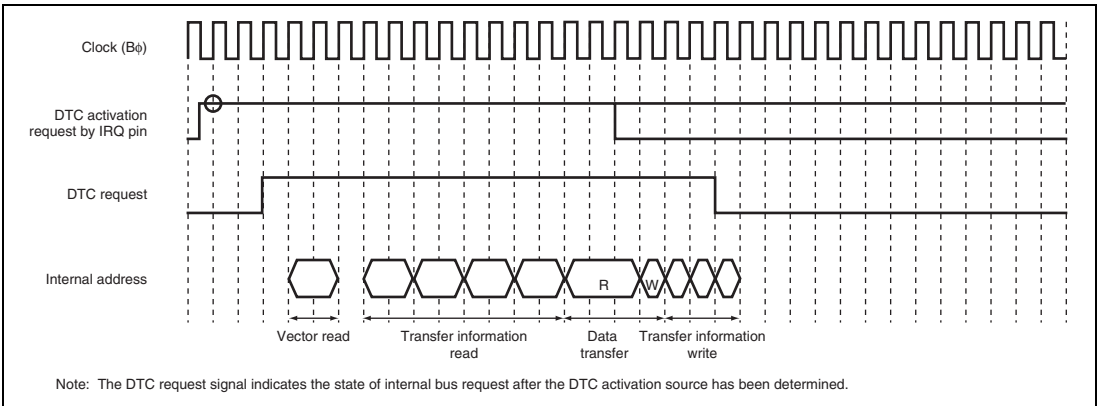 Clock (Bφ)
DTC activation
request by IRQ pin
DTC request
Internal address
R
W
Vector read
Transfer information
read
Data
transfer
Transfer information
write
Note: The DTC request signal indicates the state of internal bus request after the DTC activation source has been determined.